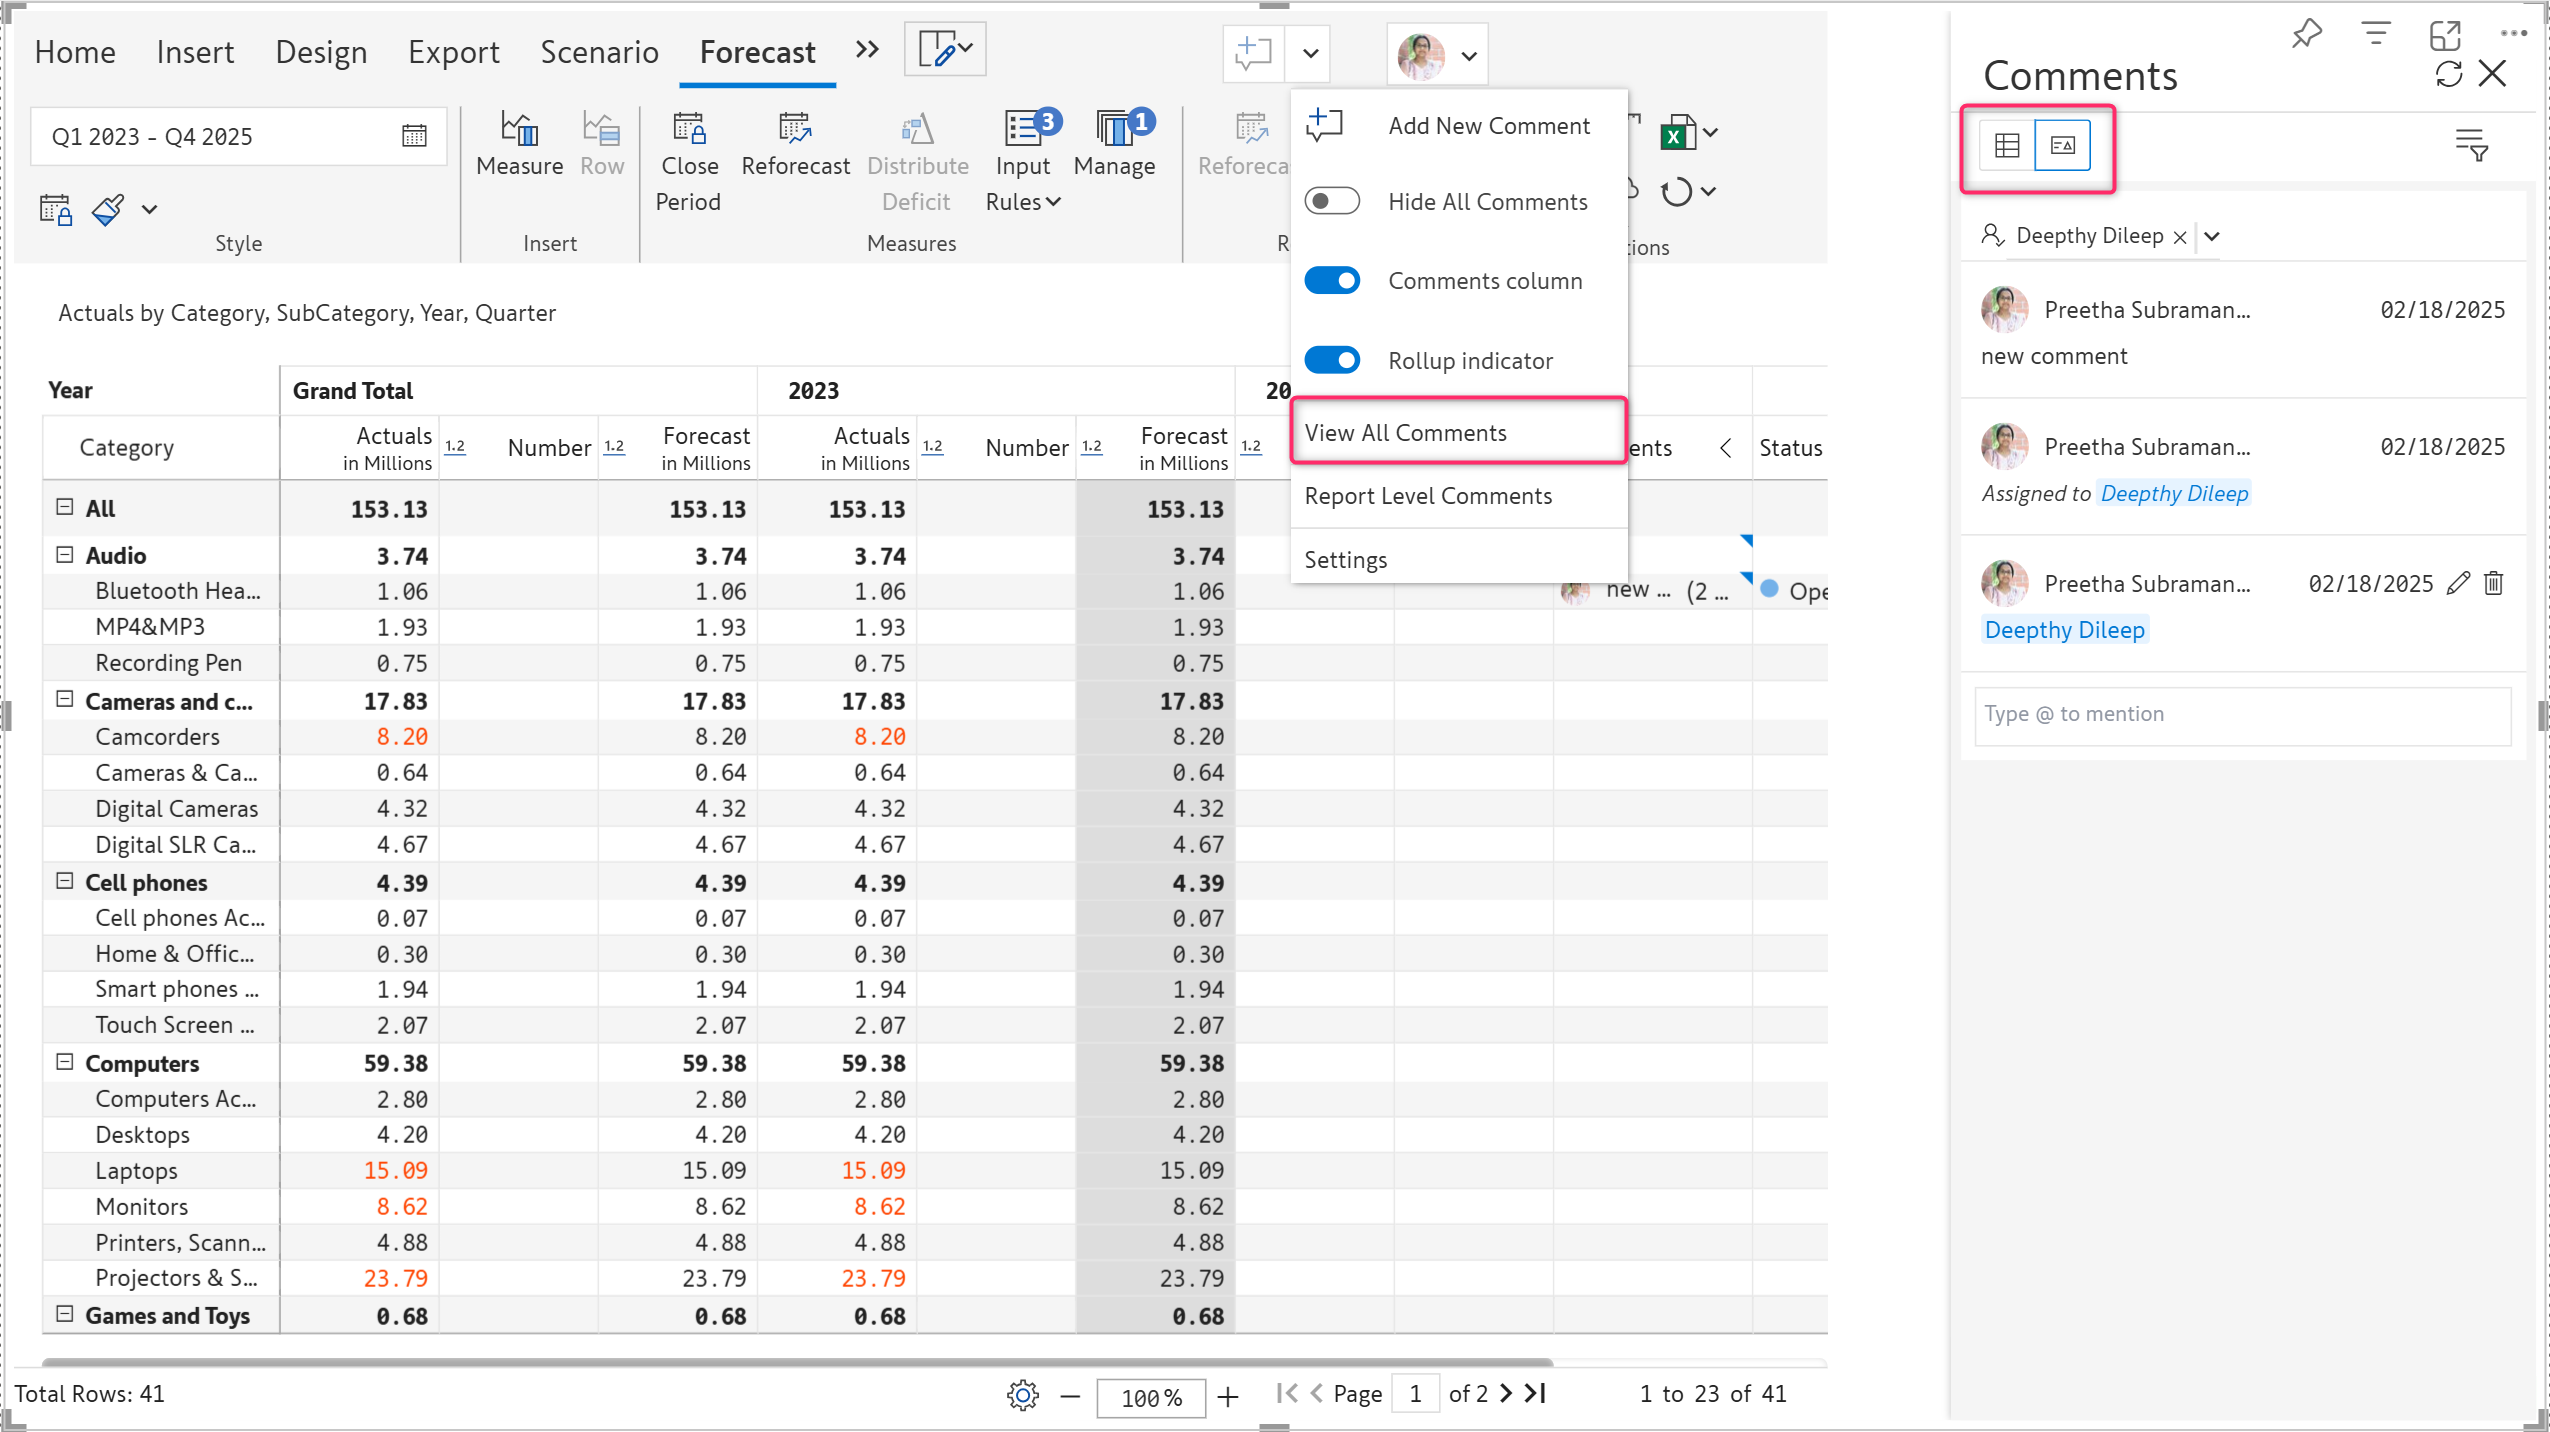 Home Insert Design Export Scenario Forecast
Q1 2023 - Q4 2025
Style
Measure Row
Insert
Close Period Reforecast Distribute Deficit Input Rules 3 Manage 1
Measures
Add New Comment
Hide All Comments
Comments column
Rollup indicator
View All Comments
Report Level Comments
Settings
Actuals by Category, SubCategory, Year, Quarter
Year Grand Total 2023
Category Actuals in Millions 1.2 Number 1.2 Forecast in Millions Actuals in Millions 1.2 Number 1.2 Forecast in Millions 1.2 Status
All 153.13 153.13 153.13 153.13
Audio 3.74 3.74 3.74 3.74
Bluetooth Hea... 1.06 1.06 1.06 1.06 new ... (2 ...
MP4&MP3 1.93 1.93 1.93 1.93
Recording Pen 0.75 0.75 0.75 0.75
Cameras and c... 17.83 17.83 17.83 17.83
Camcorders 8.20 8.20 8.20 8.20
Cameras & Ca... 0.64 0.64 0.64 0.64
Digital Cameras 4.32 4.32 4.32 4.32
Digital SLR Ca... 4.67 4.67 4.67 4.67
Cell phones 4.39 4.39 4.39 4.39
Cell phones Ac... 0.07 0.07 0.07 0.07
Home & Offic... 0.30 0.30 0.30 0.30
Smart phones ... 1.94 1.94 1.94 1.94
Touch Screen ... 2.07 2.07 2.07 2.07
Computers 59.38 59.38 59.38 59.38
Computers Ac... 2.80 2.80 2.80 2.80
Desktops 4.20 4.20 4.20 4.20
Laptops 15.09 15.09 15.09 15.09
Monitors 8.62 8.62 8.62 8.62
Printers, Scann... 4.88 4.88 4.88 4.88
Projectors & S... 23.79 23.79 23.79 23.79
Games and Toys 0.68 0.68 0.68 0.68
Total Rows: 41
100 %
Page 1 of 2
1 to 23 of 41
Comments
Deepthy Dileep
Preetha Subraman... 02/18/2025
new comment
Preetha Subraman... 02/18/2025
Assigned to Deepthy Dileep
Preetha Subraman... 02/18/2025
Deepthy Dileep
Type @ to mention